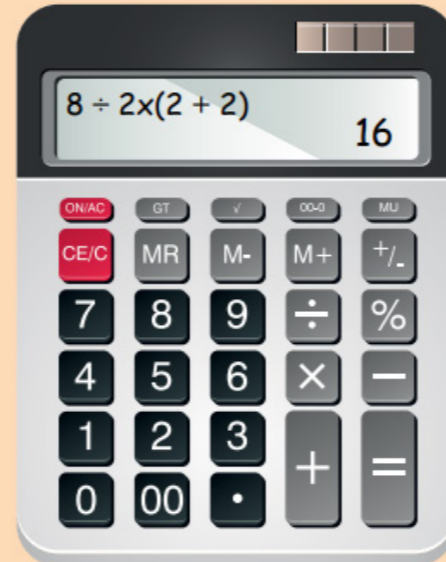 8 ÷ 2x(2 + 2)
16
ON/AC GT √ 00-0 MU
CE/C MR M- M+ +/-
7 8 9 ÷ %
4 5 6 × −
1 2 3 + =
0 00 •